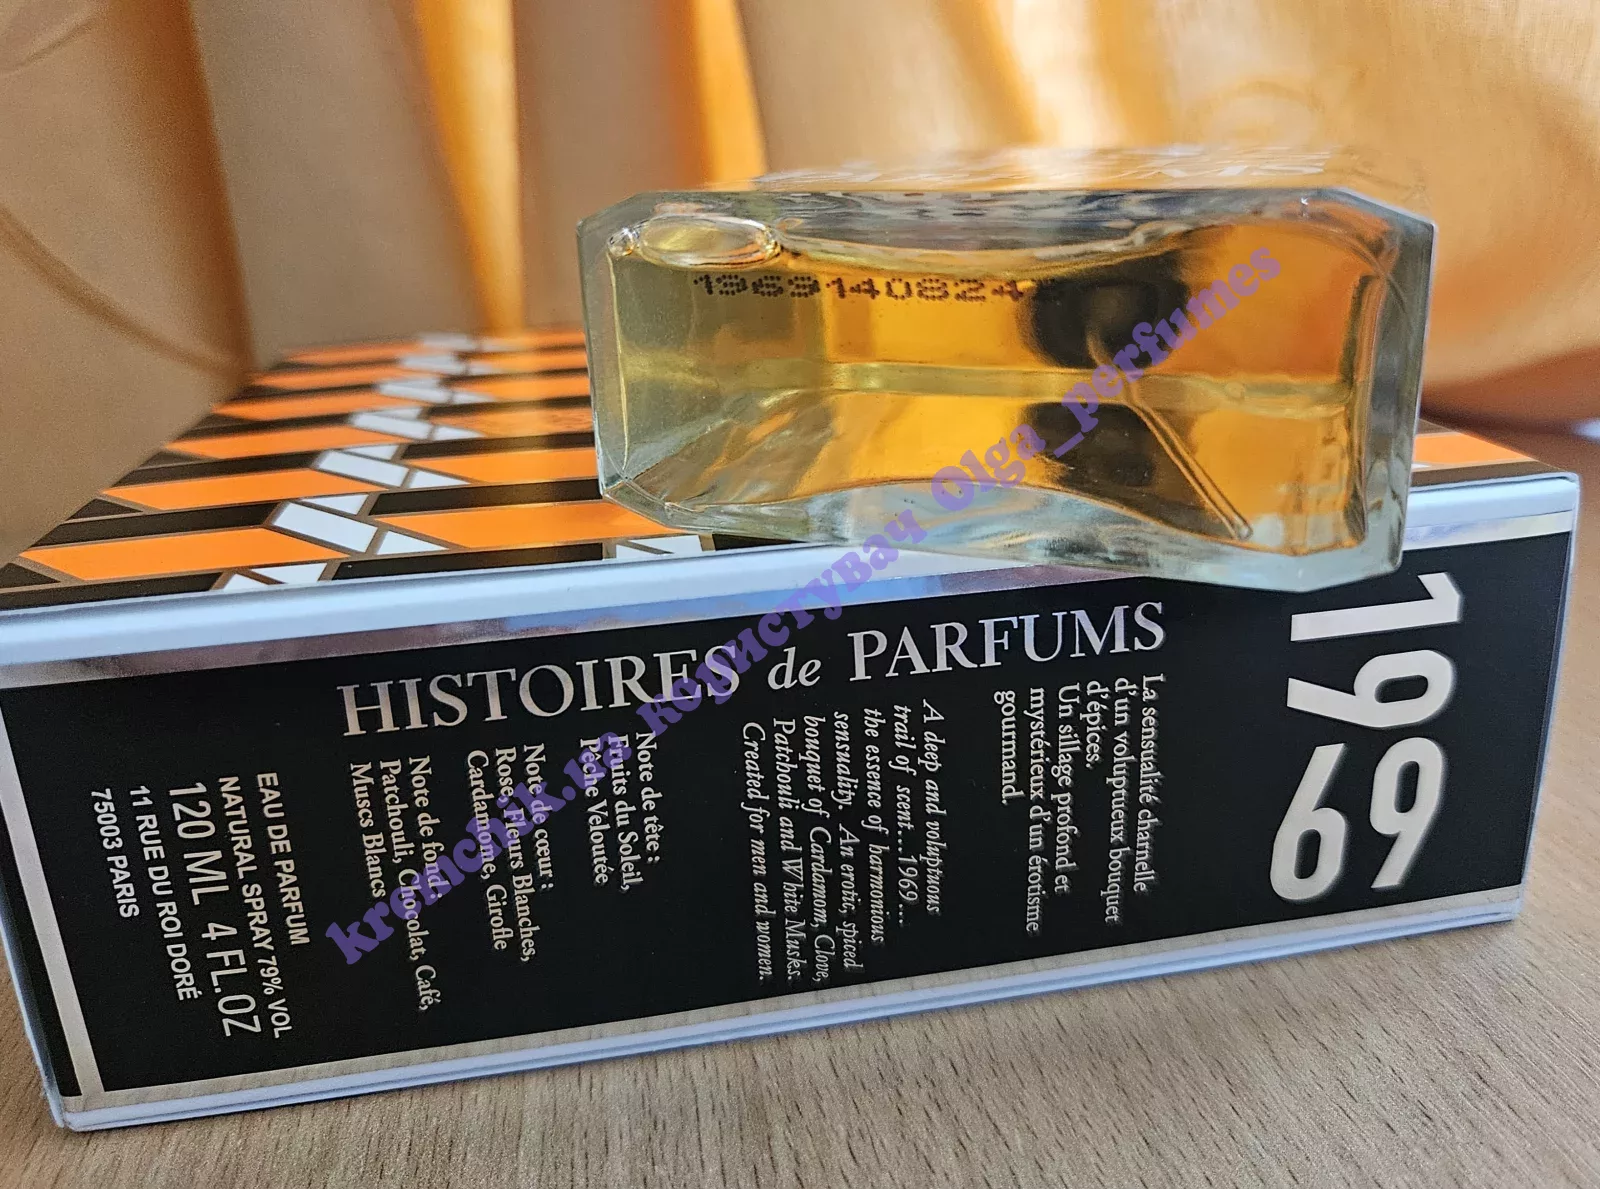 1969140824
krenchik.ua_користувач Olga_perfumes
HISTOIRES de PARFUMS
19
69
La sensualité charnelle
d'un voluptueux bouquet
d'épices.
Un sillage profond et
mystérieux d'un érotisme
gourmand.
A deep and voluptuous
trail of scent...1969...
the essence of harmonious
sensuality. An erotic, spiced
bouquet of Cardamom, Clove,
Patchouli and White Musks.
Created for men and women.
Note de tête :
Fruits du Soleil,
Pêche Veloutée
Note de cœur :
Rose, Fleurs Blanches,
Cardamome, Girofle
Note de fond :
Patchouli, Chocolat, Café,
Muscs Blancs
EAU DE PARFUM
NATURAL SPRAY 79% VOL
120 ML 4 FL.OZ
11 RUE DU ROI DORÉ
75003 PARIS